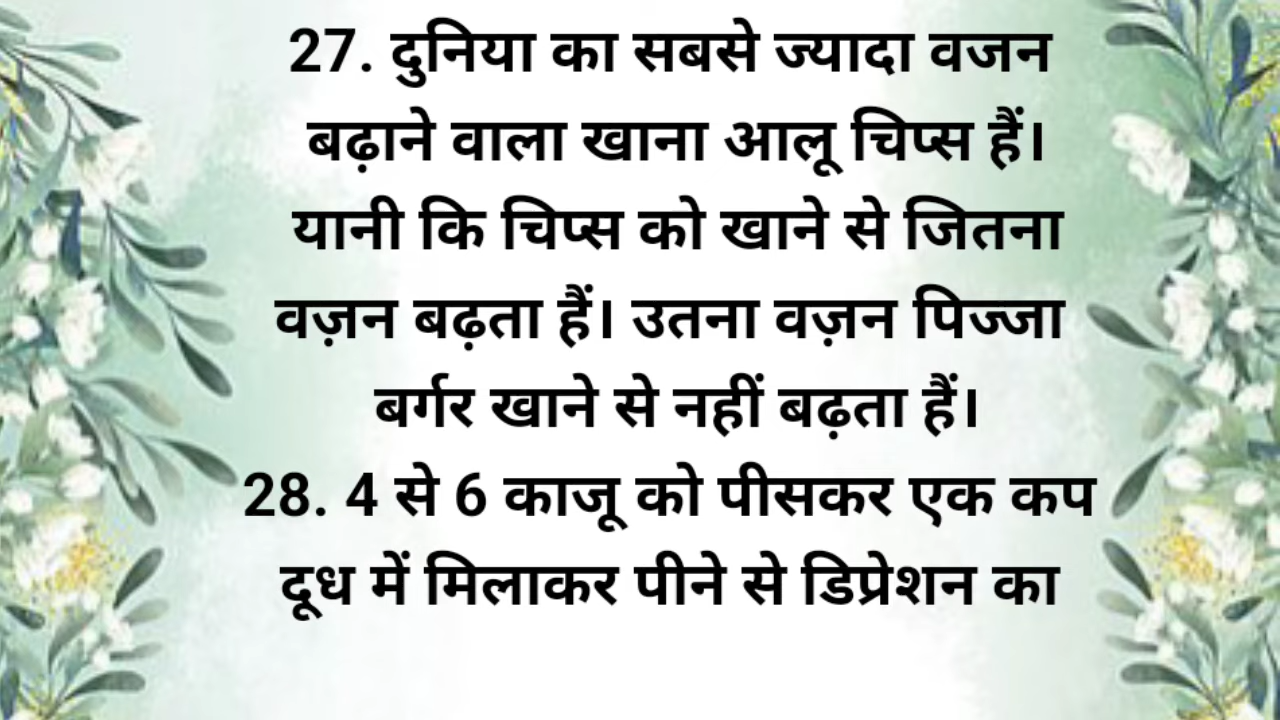 27. दुनिया का सबसे ज्यादा वजन
बढ़ाने वाला खाना आलू चिप्स हैं।
यानी कि चिप्स को खाने से जितना
वज़न बढ़ता हैं। उतना वज़न पिज्जा
बर्गर खाने से नहीं बढ़ता हैं।
28. 4 से 6 काजू को पीसकर एक कप
दूध में मिलाकर पीने से डिप्रेशन का